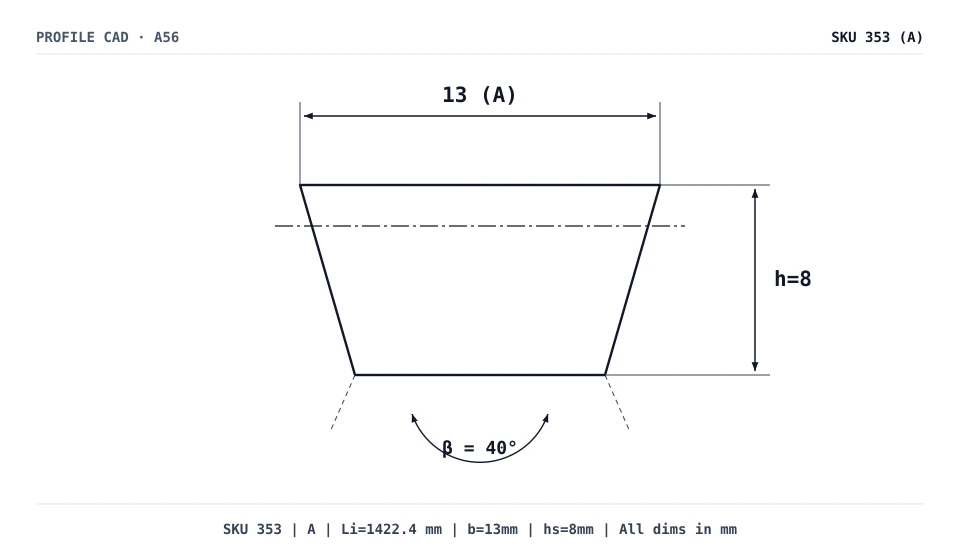 PROFILE CAD · A56
SKU 353 (A)
13 (A)
h=8
β = 40°
SKU 353 | A | Li=1422.4 mm | b=13mm | hs=8mm | All dims in mm